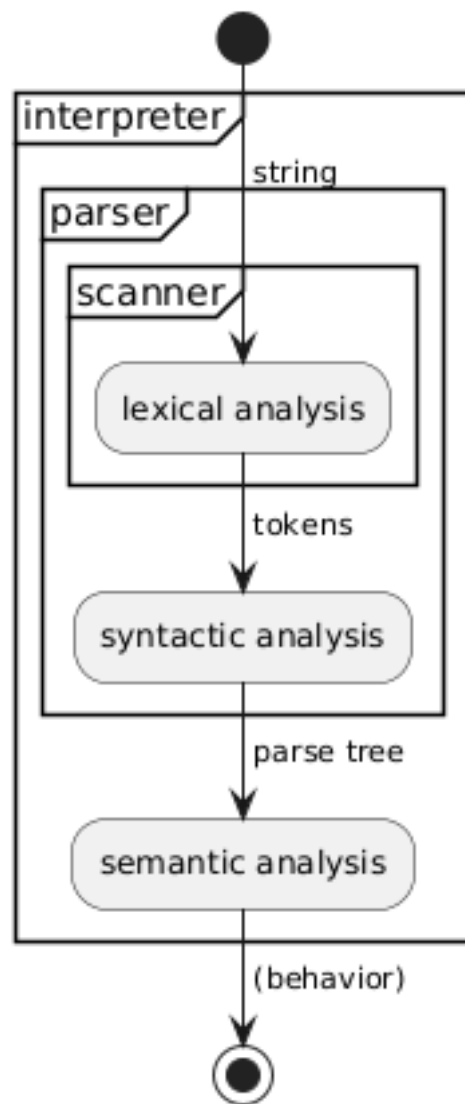 interpreter
string
parser
scanner
lexical analysis
tokens
syntactic analysis
parse tree
semantic analysis
(behavior)